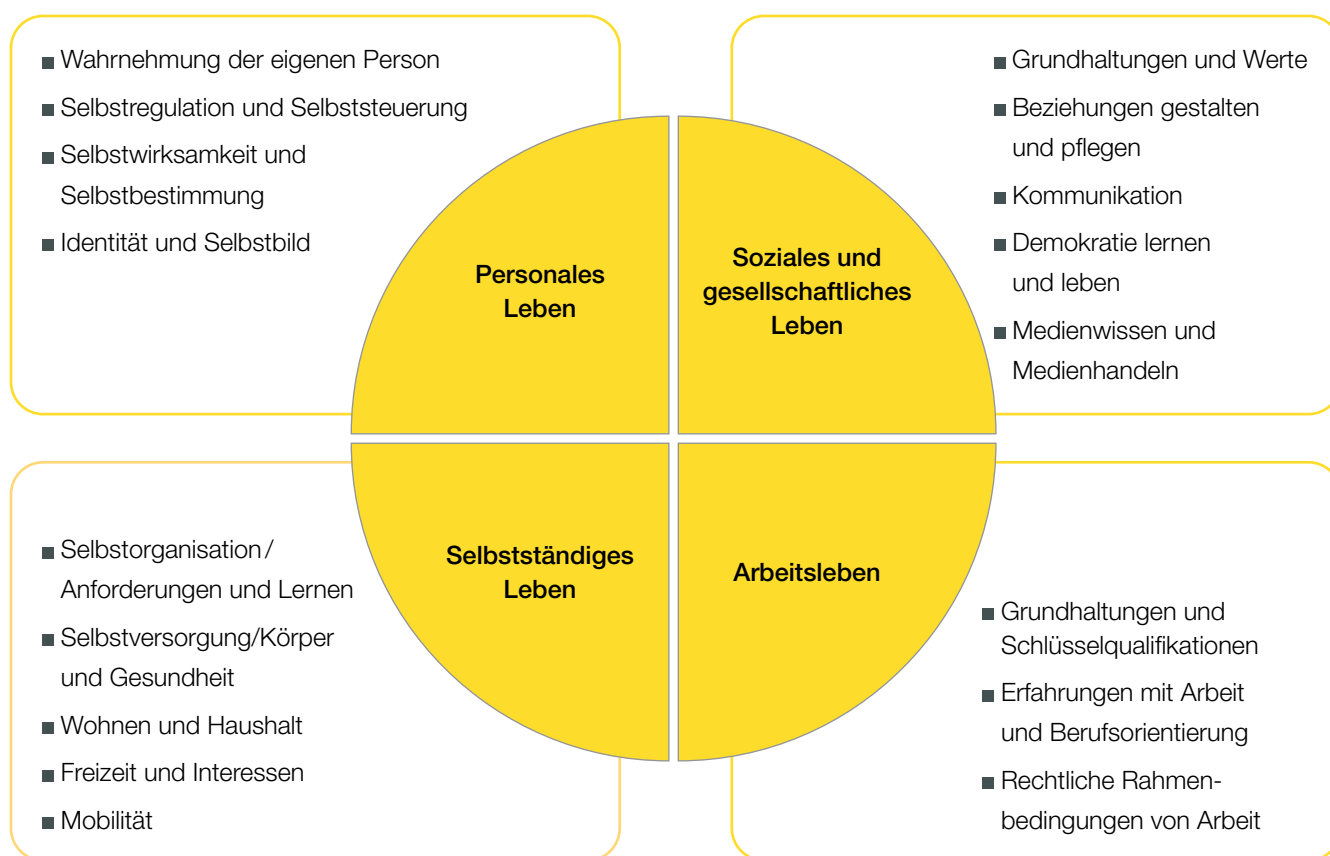 ■ Wahrnehmung der eigenen Person
■ Selbstregulation und Selbststeuerung
■ Selbstwirksamkeit und
Selbstbestimmung
■ Identität und Selbstbild
Personales
Leben
■ Grundhaltungen und Werte
■ Beziehungen gestalten
und pflegen
■ Kommunikation
■ Demokratie lernen
und leben
■ Medienwissen und
Medienhandeln
Soziales und
gesellschaftliches
Leben
■ Selbstorganisation/
Anforderungen und Lernen
■ Selbstversorgung/Körper
und Gesundheit
■ Wohnen und Haushalt
■ Freizeit und Interessen
■ Mobilität
Selbstständiges
Leben
Arbeitsleben
■ Grundhaltungen und
Schlüsselqualifikationen
■ Erfahrungen mit Arbeit
und Berufsorientierung
■ Rechtliche Rahmen-
bedingungen von Arbeit